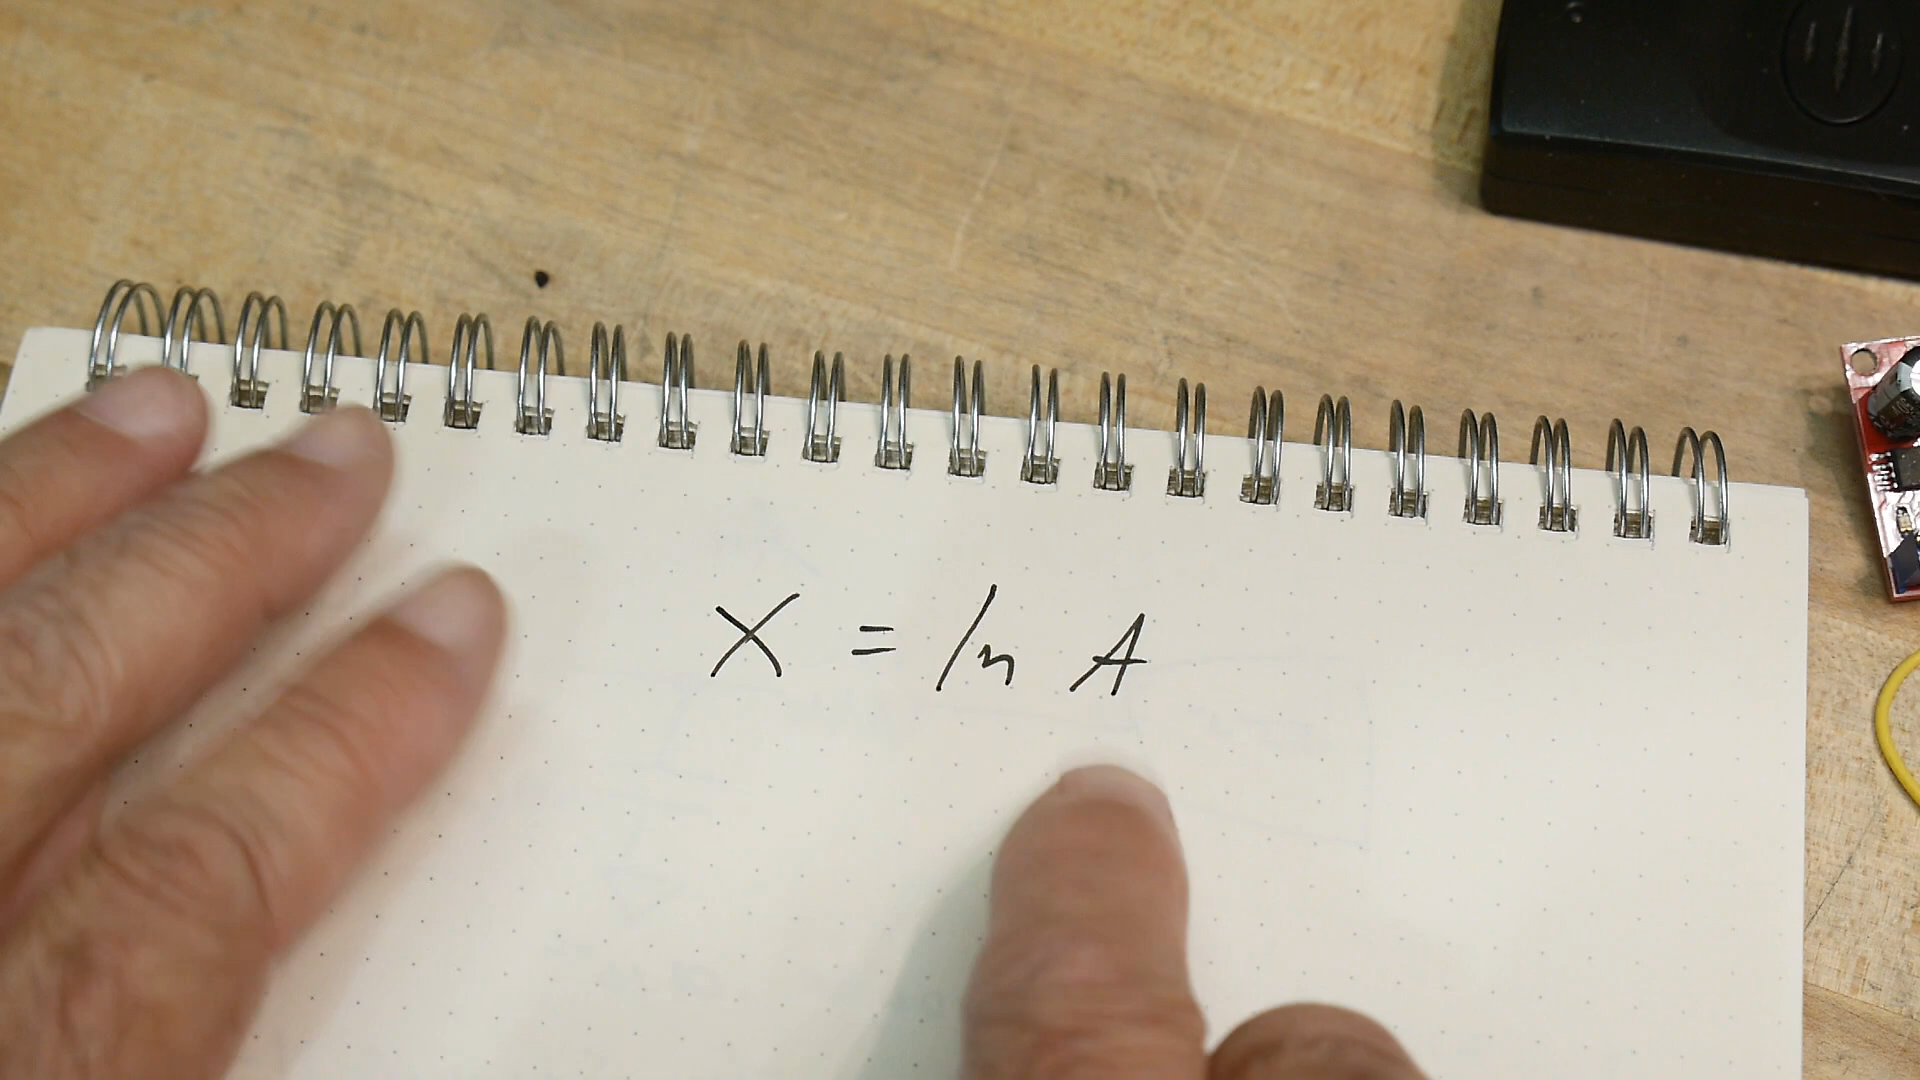 X = ln A